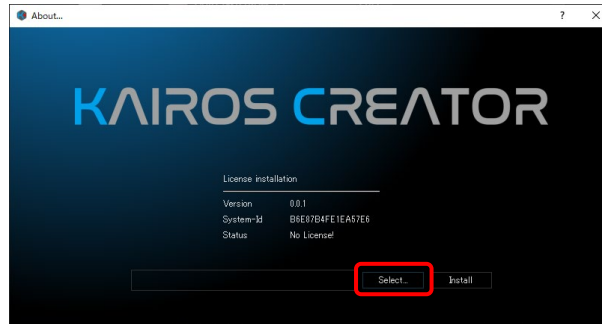 About...
KAIROS CREATOR
License installation
Version 0.0.1
System-Id B6E87B4FE1EA57E6
Status No License!
Select... Install